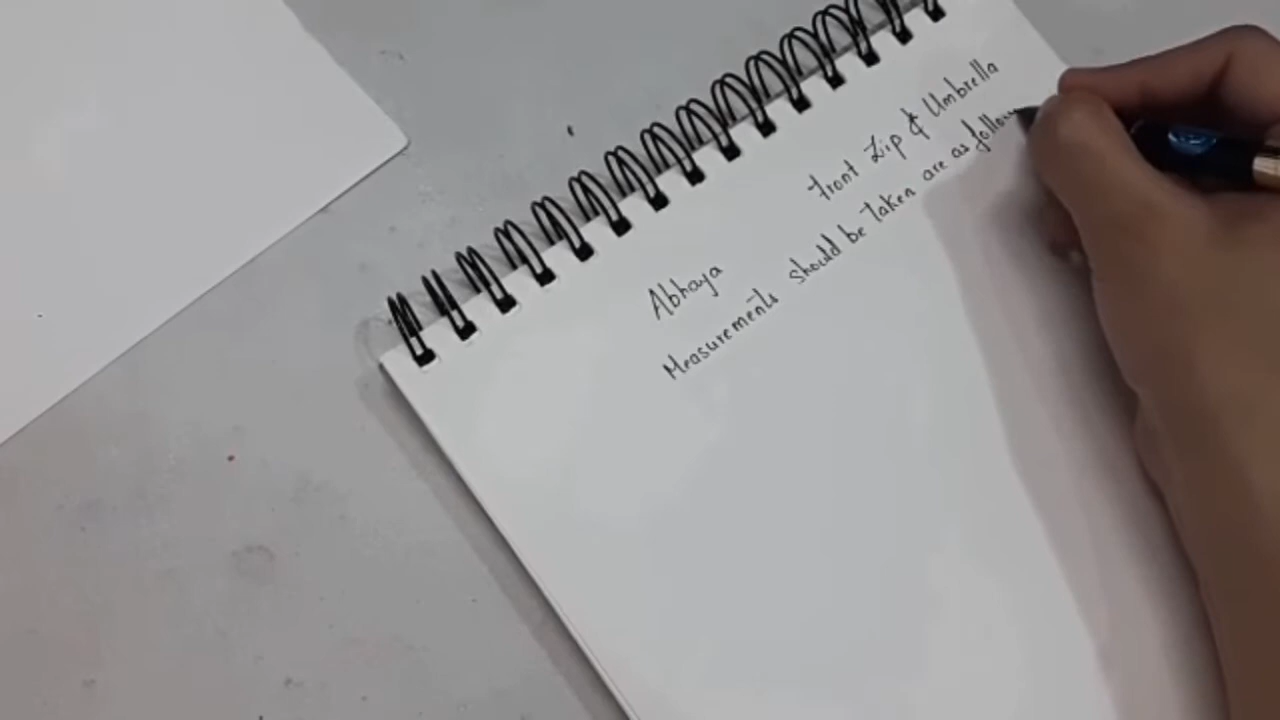 Abhaya Front Zip & Umbrella
Measurements should be taken are as follow